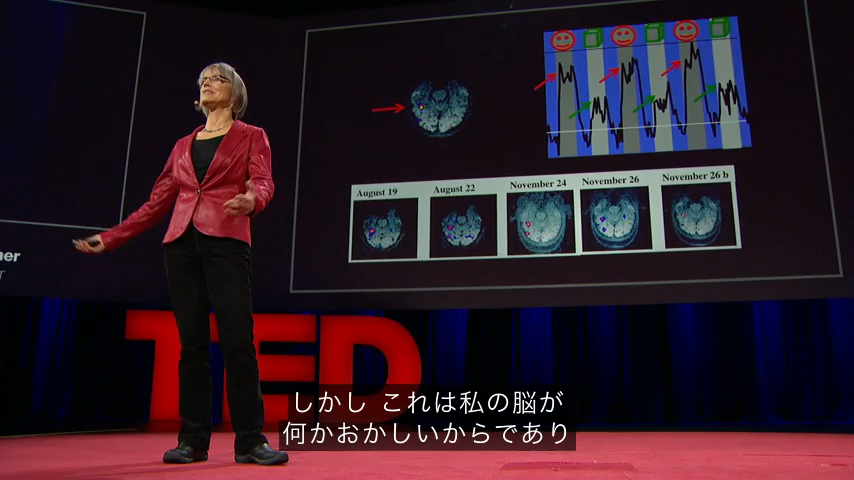 August 19
August 22
November 24
November 26
November 26 b
ner
r
TED
しかし これは私の脳が
何かおかしいからであり